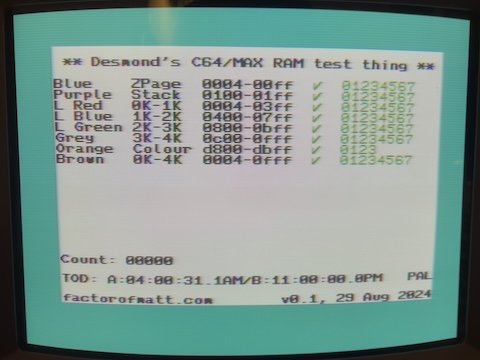 ** Desmond's C64/MAX RAM test thing **
Blue ZPage 0004-00ff ✓ 01234567
Purple Stack 0100-01ff ✓ 01234567
L Red 0K-1K 0004-03ff ✓ 01234567
L Blue 1K-2K 0400-07ff ✓ 01234567
L Green 2K-3K 0800-0bff ✓ 01234567
Grey 3K-4K 0c00-0fff ✓ 01234567
Orange Colour d800-dbff ✓ 0123
Brown 0K-4K 0004-0fff ✓ 01234567
Count: 00000
TOD: A:04:00:31.1AM/B:11:00:00.0PM PAL
factorofmatt.com v0.1, 29 Aug 2024